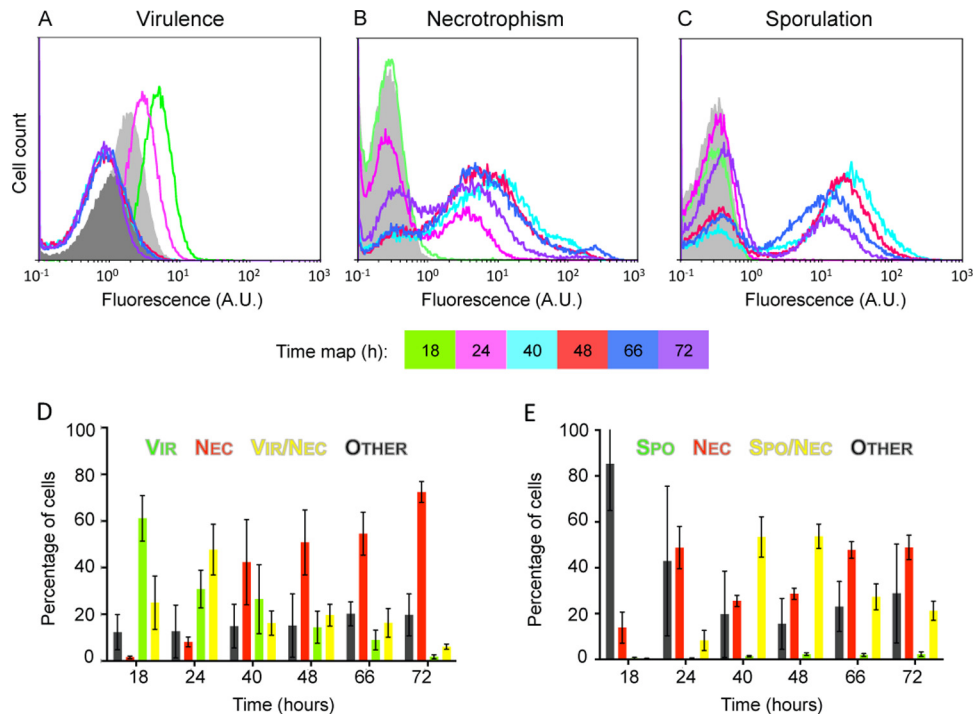 A Virulence
B Necrotrophism
C Sporulation
Cell count
10-1 100 101 103
10-1 100 101 102 103
10-1 100 101 102 103
Fluorescence (A.U.) Fluorescence (A.U.) Fluorescence (A.U.)
Time map (h): 18 24 40 48 66 72
D
VIR NEC VIR/NEC OTHER
Percentage of cells
100
80
60
40
20
0
18 24 40 48 66 72
Time (hours)
E
SPO NEC SPO/NEC OTHER
Percentage of cells
100
80
60
40
20
0
18 24 40 48 66 72
Time (hours)